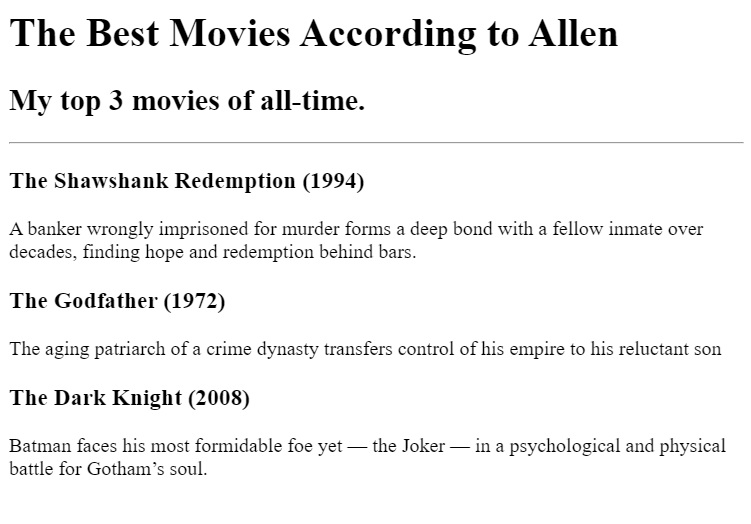 The Best Movies According to Allen
My top 3 movies of all-time.
The Shawshank Redemption (1994)
A banker wrongly imprisoned for murder forms a deep bond with a fellow inmate over
decades, finding hope and redemption behind bars.
The Godfather (1972)
The aging patriarch of a crime dynasty transfers control of his empire to his reluctant son
The Dark Knight (2008)
Batman faces his most formidable foe yet — the Joker — in a psychological and physical
battle for Gotham’s soul.